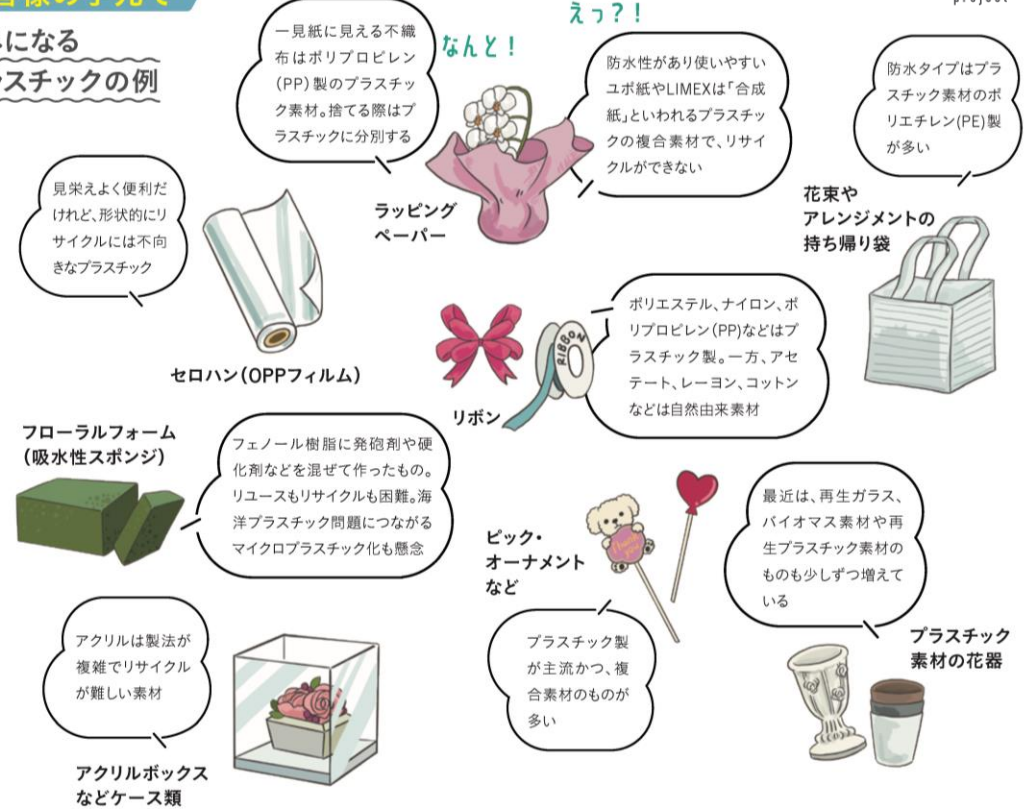 になる
スチックの例
project
えっ?!
なんと!
一見紙に見える不織
布はポリプロピレン
(PP)製のプラスチッ
ク素材。捨てる際はプ
ラスチックに分別する
防水性があり使いやすい
ユポ紙やLIMEXは「合成
紙」といわれるプラスチッ
クの複合素材で、リサイ
クルができない
ラッピング
ペーパー
防水タイプはプラ
スチック素材のポ
リエチレン(PE)製
が多い
花束や
アレンジメントの
持ち帰り袋
見栄えよく便利だ
けれど、形状的にリ
サイクルには不向
きなプラスチック
セロハン(OPPフィルム)
ポリエステル、ナイロン、ポ
リプロピレン(PP)などはプ
ラスチック製。一方、アセ
テート、レーヨン、コットン
などは自然由来素材
RIBBON
リボン
フローラルフォーム
(吸水性スポンジ)
フェノール樹脂に発泡剤や硬
化剤などを混ぜて作ったもの。
リユースもリサイクルも困難。海
洋プラスチック問題につながる
マイクロプラスチック化も懸念
ピック・
オーナメント
など
Thank
you
プラスチック製
が主流かつ、複
合素材のものが
多い
最近は、再生ガラス、
バイオマス素材や再
生プラスチック素材の
ものも少しずつ増えて
いる
プラスチック
素材の花器
アクリルは製法が
複雑でリサイクル
が難しい素材
アクリルボックス
などケース類